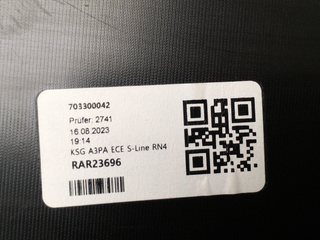 703300042
Prüfer: 2741
16.08.2023
19:14
KSG A3PA ECE S-Line RN4
RAR23696